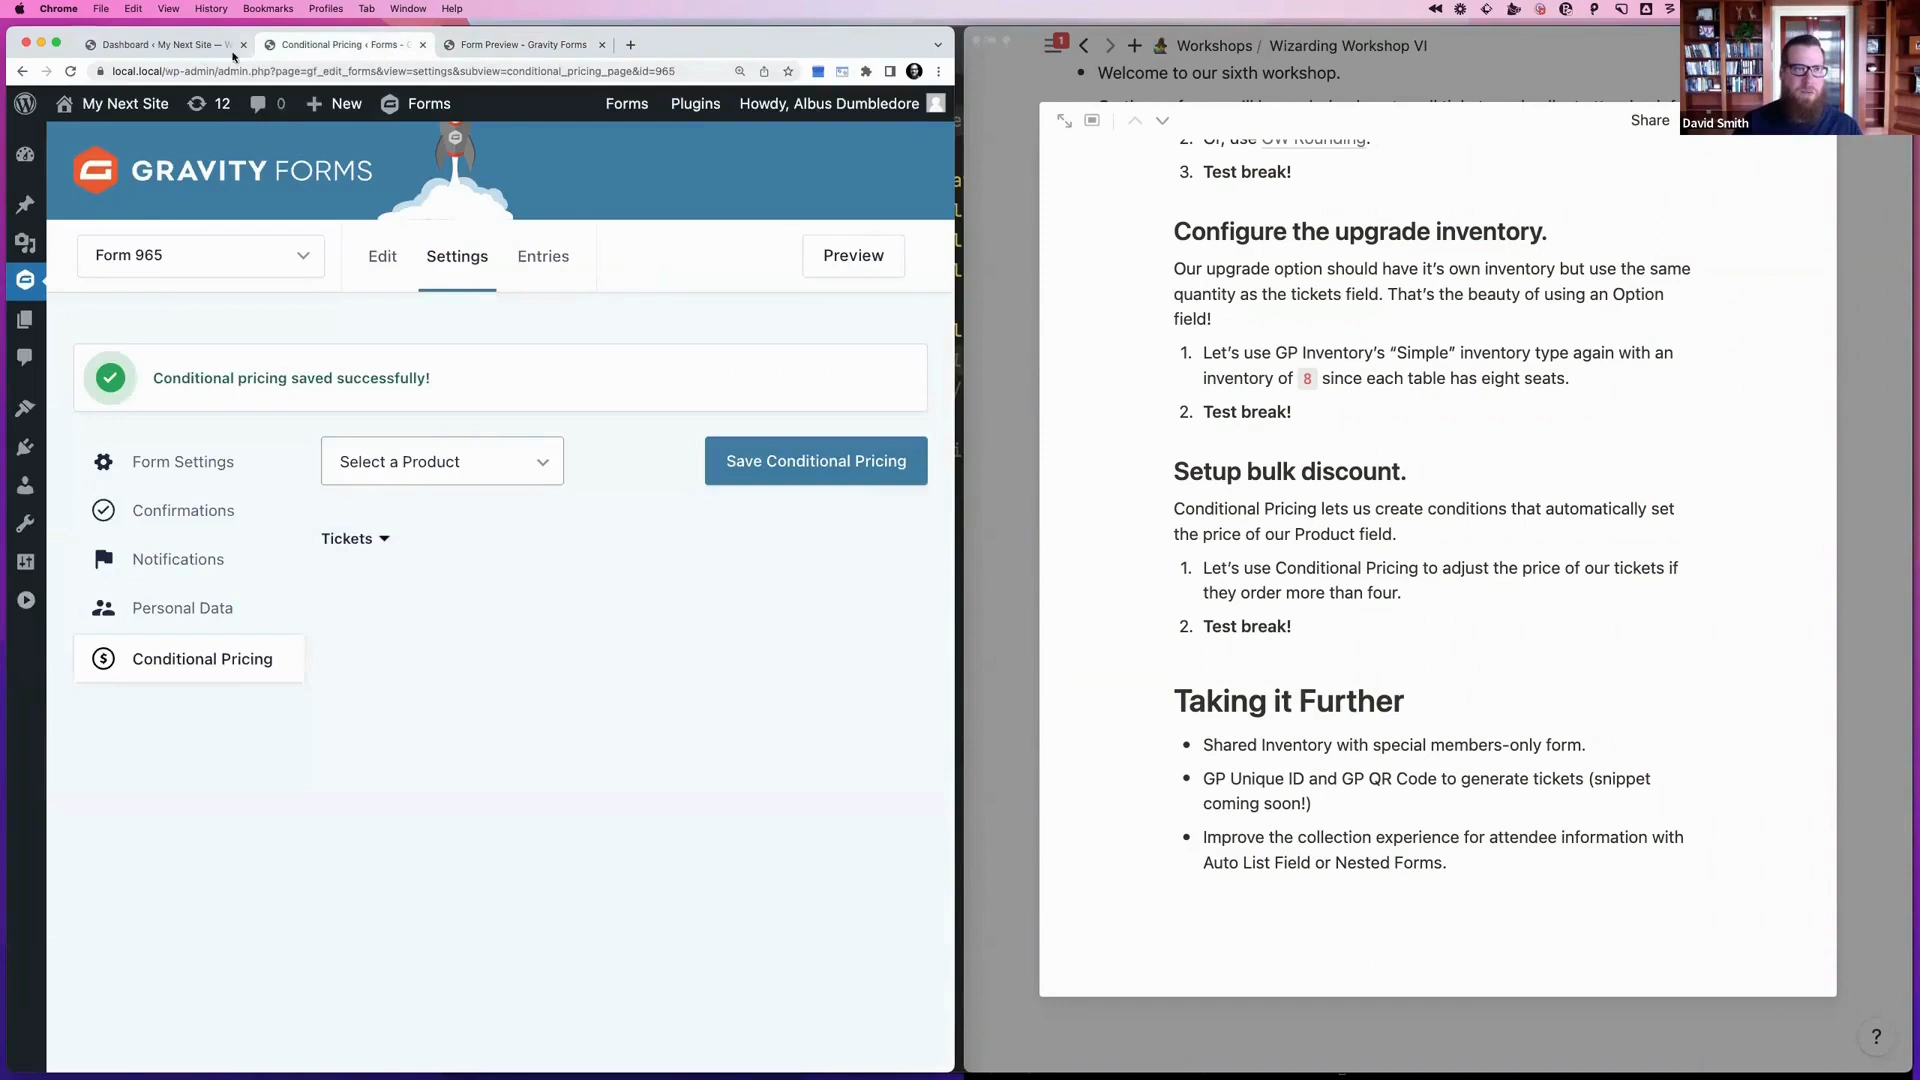 Chrome File Edit View History Bookmarks Profiles Tab Window Help
Dashboard ‹ My Next Site —
Conditional Pricing ‹ Forms -
Form Preview - Gravity Forms
local.local/wp-admin/admin.php?page=gf_edit_forms&view=settings&subview=conditional_pricing_page&id=965
My Next Site 12 0 New Forms Forms Plugins Howdy, Albus Dumbledore
GRAVITY FORMS
Form 965
Edit Settings Entries
Preview
Conditional pricing saved successfully!
Form Settings
Confirmations
Notifications
Personal Data
Conditional Pricing
Select a Product
Save Conditional Pricing
Tickets
1
Workshops / Wizarding Workshop VI
Welcome to our sixth workshop.
Share
2. Or, use GW Rounding.
3. Test break!
Configure the upgrade inventory.
Our upgrade option should have it’s own inventory but use the same
quantity as the tickets field. That’s the beauty of using an Option
field!
1. Let’s use GP Inventory’s “Simple” inventory type again with an
inventory of 8 since each table has eight seats.
2. Test break!
Setup bulk discount.
Conditional Pricing lets us create conditions that automatically set
the price of our Product field.
1. Let’s use Conditional Pricing to adjust the price of our tickets if
they order more than four.
2. Test break!
Taking it Further
Shared Inventory with special members-only form.
GP Unique ID and GP QR Code to generate tickets (snippet
coming soon!)
Improve the collection experience for attendee information with
Auto List Field or Nested Forms.
?
David Smith